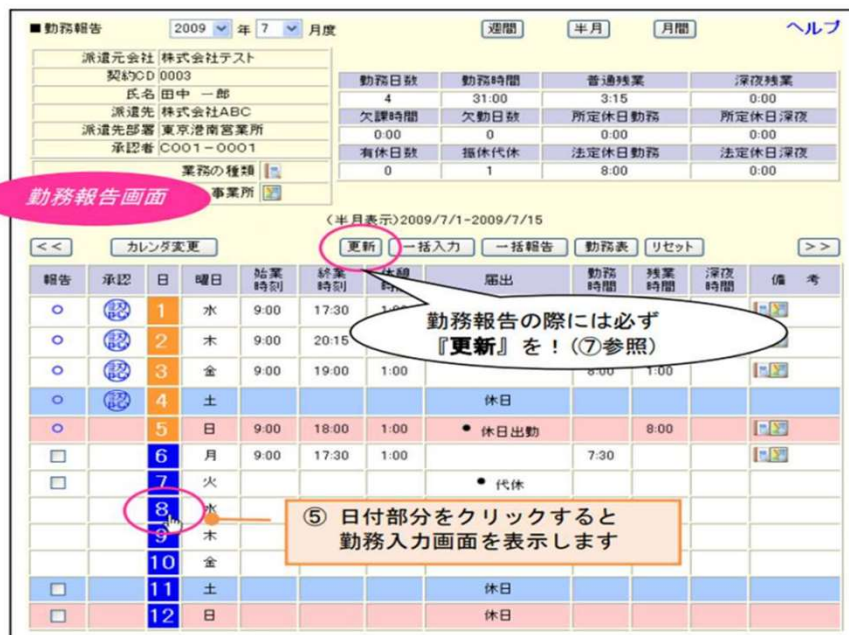 ■勤務報告 2009 年 7 月度 週間 半月 月間 ヘルプ
派遣元会社 株式会社テスト
契約CD 0003
氏名 田中 一郎
派遣先 株式会社ABC
派遣先部署 東京港南営業所
承認者 C001-0001
業務の種類
事業所
勤務日数 勤務時間 普通残業 深夜残業
4 31:00 3:15 0:00
欠課時間 欠勤日数 所定休日勤務 所定休日深夜
0:00 0 0:00 0:00
有休日数 振休代休 法定休日勤務 法定休日深夜
0 1 8:00 0:00
勤務報告画面
(半月表示)2009/7/1-2009/7/15
<< カレンダ変更 更新 一括入力 一括報告 勤務表 リセット >>
報告 承認 日 曜日 始業時刻 終業時刻 休憩 届出 勤務時間 残業時間 深夜時間 備考
○ 認 1 水 9:00 17:30
○ 認 2 木 9:00 20:15
○ 認 3 金 9:00 19:00 1:00 8:00 1:00
○ 認 4 土 休日
○ 5 日 9:00 18:00 1:00 ● 休日出勤 8:00
6 月 9:00 17:30 1:00 7:30
7 火 ● 代休
8 水
9 木
10 金
11 土 休日
12 日 休日
勤務報告の際には必ず
『更新』を!(⑦参照)
⑤ 日付部分をクリックすると
勤務入力画面を表示します